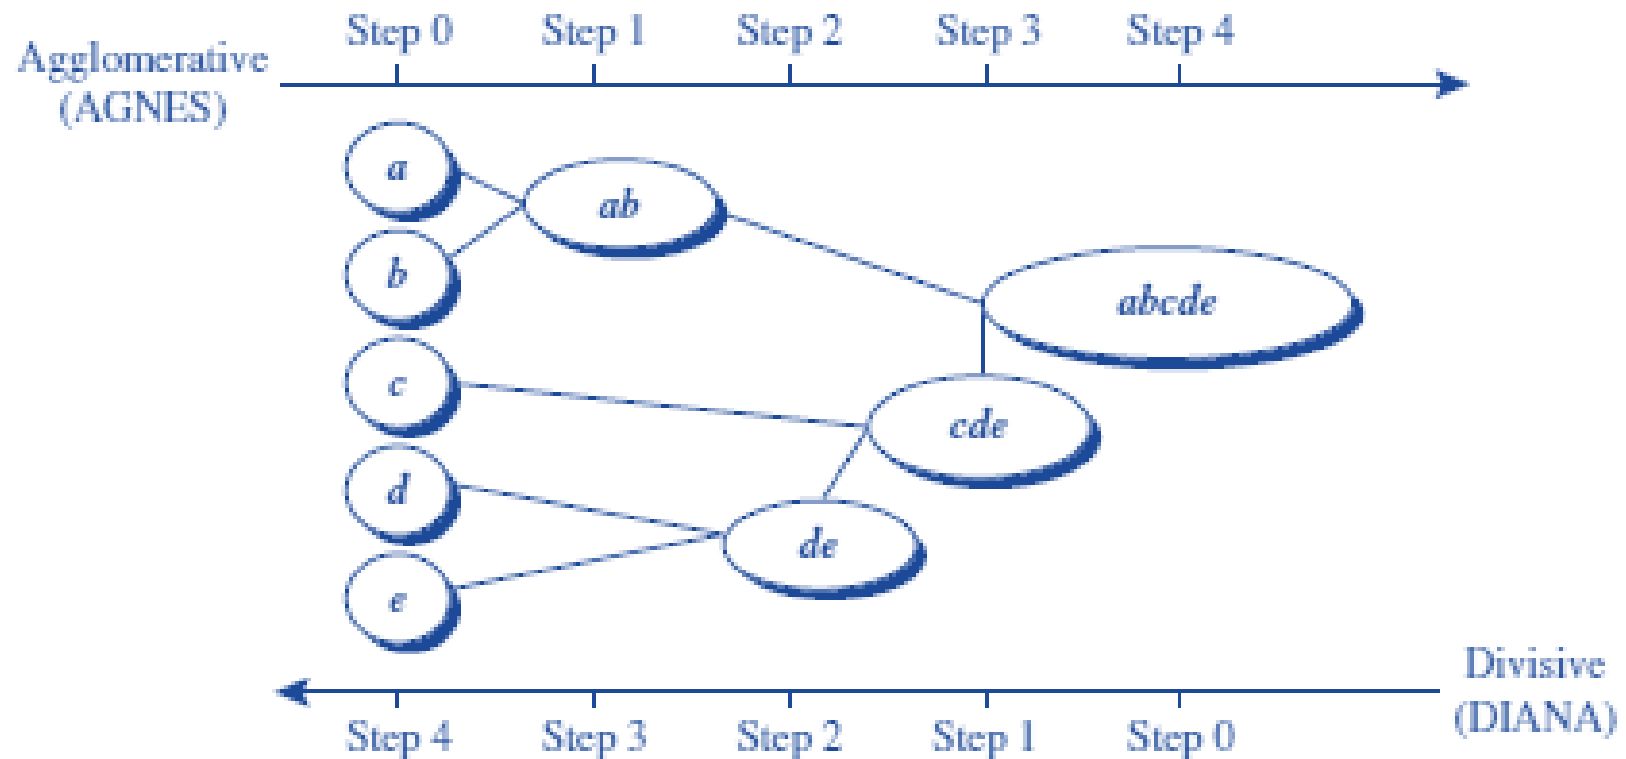 Step 0 Step 1 Step 2 Step 3 Step 4
Agglomerative
(AGNES)
a
ab
b
abcde
c
cde
d
de
e
Divisive
(DIANA)
Step 4 Step 3 Step 2 Step 1 Step 0